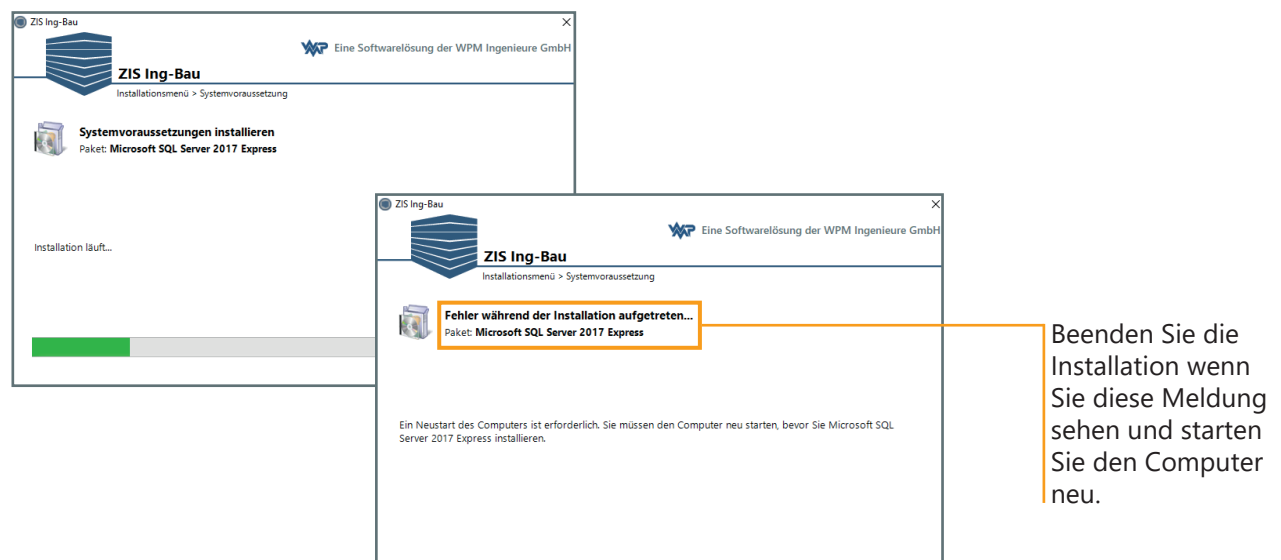 ZIS Ing-Bau
WMP Eine Softwarelösung der WPM Ingenieure GmbH
ZIS Ing-Bau
Installationsmenü > Systemvoraussetzung
Systemvoraussetzungen installieren
Paket: Microsoft SQL Server 2017 Express
Installation läuft...
ZIS Ing-Bau
WMP Eine Softwarelösung der WPM Ingenieure GmbH
ZIS Ing-Bau
Installationsmenü > Systemvoraussetzung
Fehler während der Installation aufgetreten...
Paket: Microsoft SQL Server 2017 Express
Ein Neustart des Computers ist erforderlich. Sie müssen den Computer neu starten, bevor Sie Microsoft SQL
Server 2017 Express installieren.
Beenden Sie die
Installation wenn
Sie diese Meldung
sehen und starten
Sie den Computer
neu.